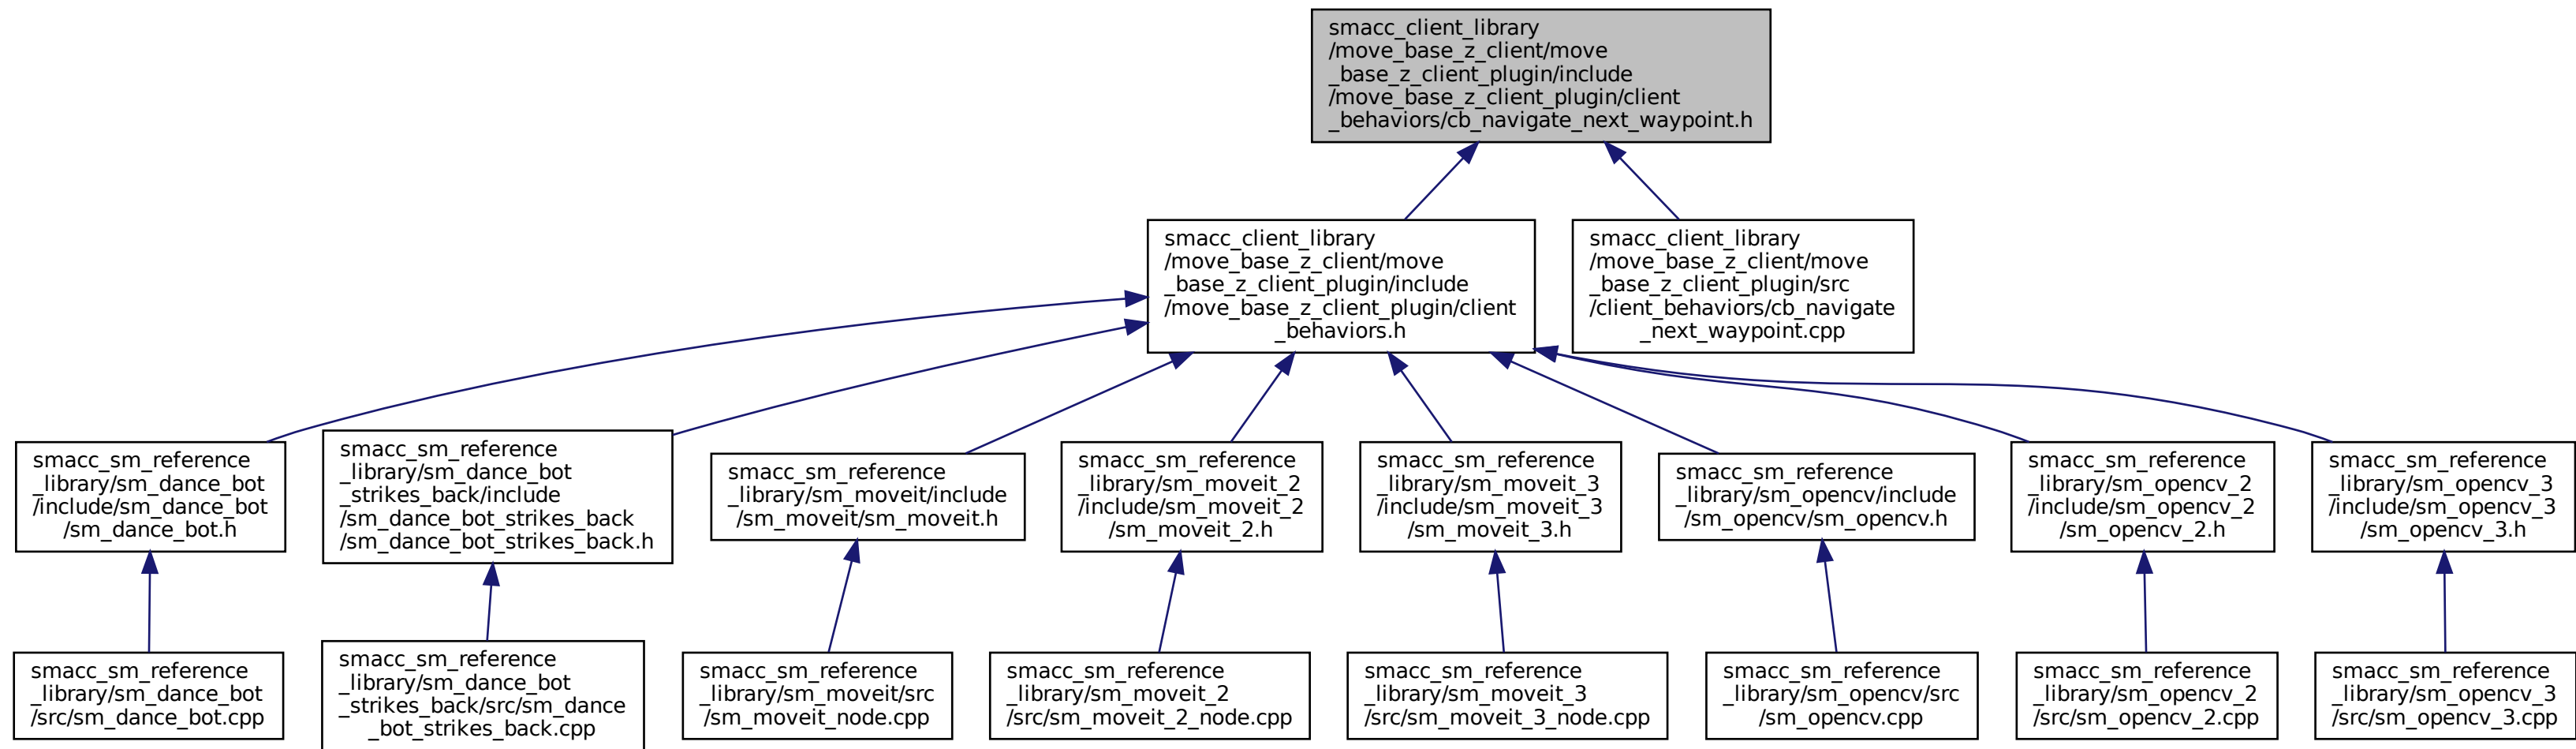 smacc_client_library
/move_base_z_client/move
_base_z_client_plugin/include
/move_base_z_client_plugin/client
_behaviors/cb_navigate_next_waypoint.h
smacc_client_library
/move_base_z_client/move
_base_z_client_plugin/include
/move_base_z_client_plugin/client
_behaviors.h
smacc_client_library
/move_base_z_client/move
_base_z_client_plugin/src
/client_behaviors/cb_navigate
_next_waypoint.cpp
smacc_sm_reference
_library/sm_dance_bot
/include/sm_dance_bot
/sm_dance_bot.h
smacc_sm_reference
_library/sm_dance_bot
_strikes_back/include
/sm_dance_bot_strikes_back
/sm_dance_bot_strikes_back.h
smacc_sm_reference
_library/sm_moveit/include
/sm_moveit/sm_moveit.h
smacc_sm_reference
_library/sm_moveit_2
/include/sm_moveit_2
/sm_moveit_2.h
smacc_sm_reference
_library/sm_moveit_3
/include/sm_moveit_3
/sm_moveit_3.h
smacc_sm_reference
_library/sm_opencv/include
/sm_opencv/sm_opencv.h
smacc_sm_reference
_library/sm_opencv_2
/include/sm_opencv_2
/sm_opencv_2.h
smacc_sm_reference
_library/sm_opencv_3
/include/sm_opencv_3
/sm_opencv_3.h
smacc_sm_reference
_library/sm_dance_bot
/src/sm_dance_bot.cpp
smacc_sm_reference
_library/sm_dance_bot
_strikes_back/src/sm_dance
_bot_strikes_back.cpp
smacc_sm_reference
_library/sm_moveit/src
/sm_moveit_node.cpp
smacc_sm_reference
_library/sm_moveit_2
/src/sm_moveit_2_node.cpp
smacc_sm_reference
_library/sm_moveit_3
/src/sm_moveit_3_node.cpp
smacc_sm_reference
_library/sm_opencv/src
/sm_opencv.cpp
smacc_sm_reference
_library/sm_opencv_2
/src/sm_opencv_2.cpp
smacc_sm_reference
_library/sm_opencv_3
/src/sm_opencv_3.cpp